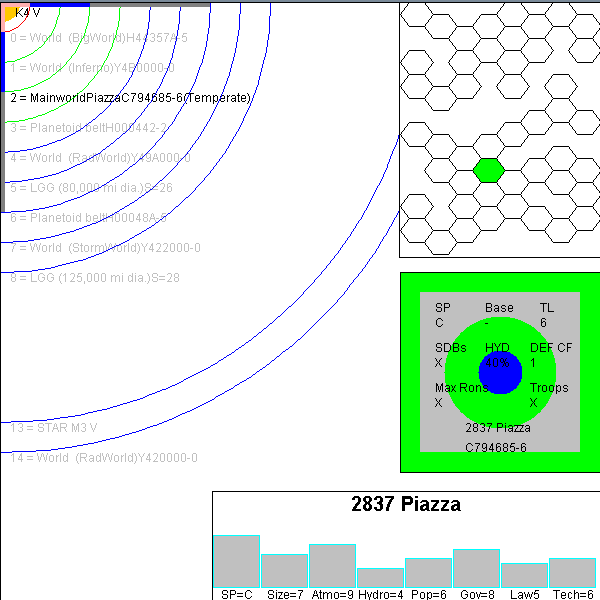 K4 V
0 = World (BigWorld)H44357A-5
1 = World (Inferno)Y4B0000-0
2 = MainworldPiazzaC794685-6(Temperate)
3 = Planetoid beltH000442-2
4 = World (RadWorld)Y49A000-0
5 = LGG (80,000 mi dia.)S=26
6 = Planetoid beltH00048A-5
7 = World (StormWorld)Y422000-0
8 = LGG (125,000 mi dia.)S=28
13 = STAR M3 V
14 = World (RadWorld)Y420000-0
SP Base TL
C - 6
SDBs HYD DEF CF
X 40% 1
Max Rons Troops
X X
2837 Piazza
C794685-6
2837 Piazza
SP=C Size=7 Atmo=9 Hydro=4 Pop=6 Gov=8 Law5 Tech=6